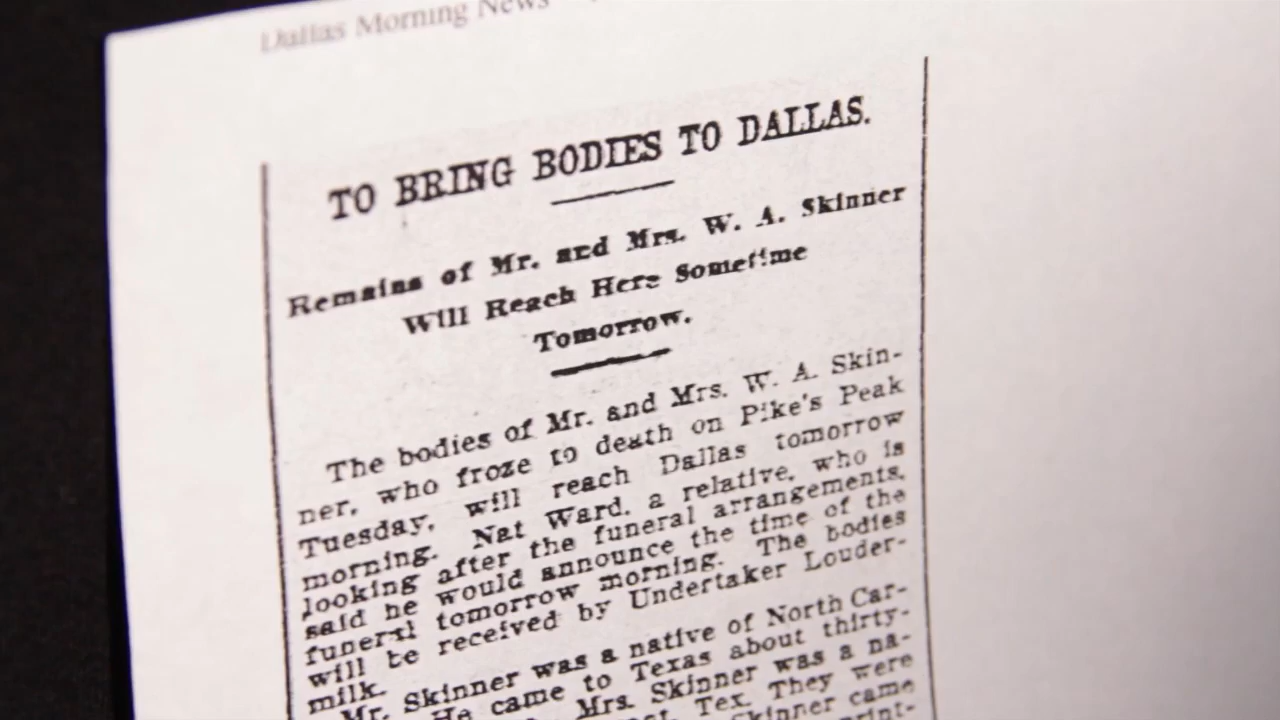 Dallas Morning News
TO BRING BODIES TO DALLAS.
Remains of Mr. and Mrs. W. A. Skinner
Will Reach Here Sometime
Tomorrow.
The bodies of Mr. and Mrs. W. A. Skin-
ner, who froze to death on Pike's Peak
Tuesday, will reach Dallas tomorrow
morning. Nat Ward, a relative, who is
looking after the funeral arrangements,
said he would announce the time of the
funeral tomorrow morning. The bodies
will be received by Undertaker Louder-
milk.
Mr. Skinner was a native of North Car-
He came to Texas about thirty-
Mrs. Skinner was a na-
Tex. They were
Skinner came
print-